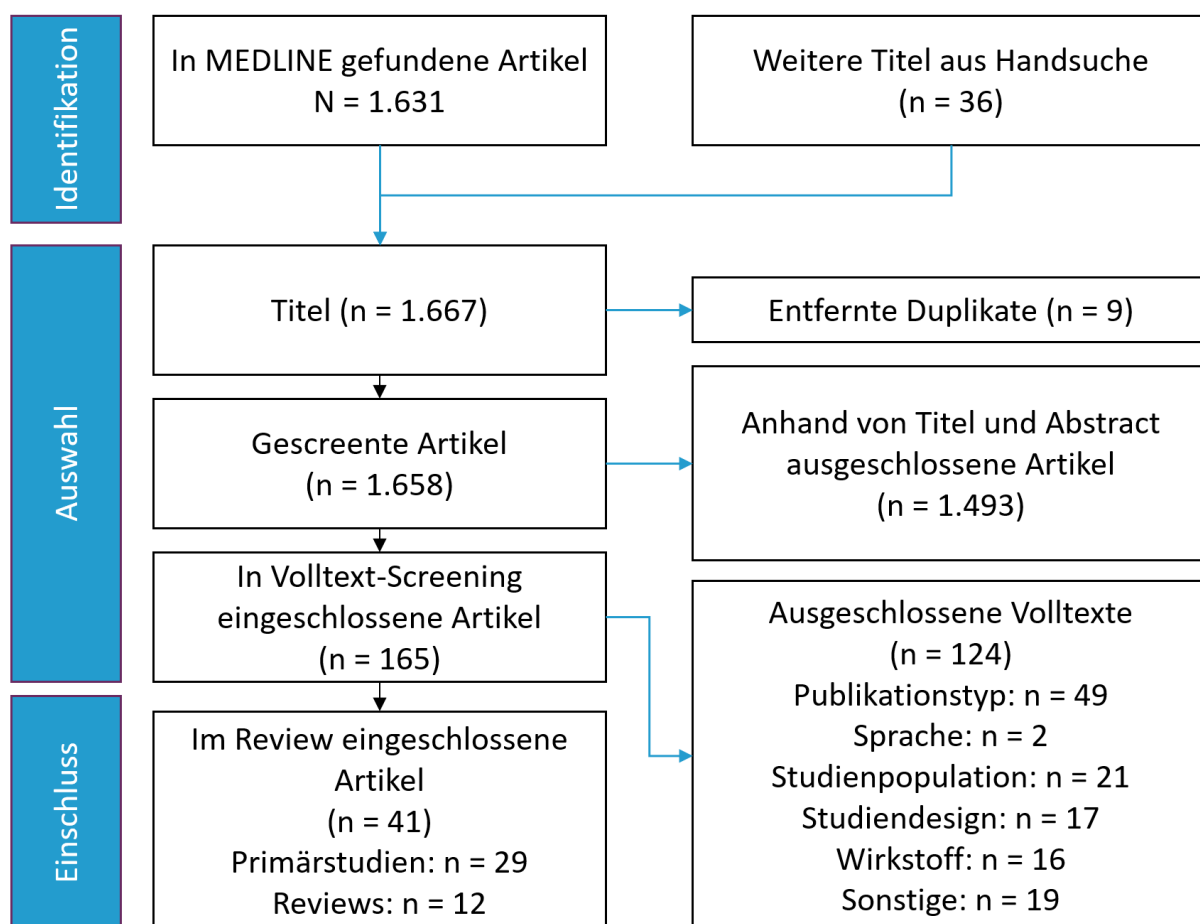 Identifikation
In MEDLINE gefundene Artikel
N = 1.631
Weitere Titel aus Handsuche
(n = 36)
Auswahl
Titel (n = 1.667)
Entfernte Duplikate (n = 9)
Gescreente Artikel
(n = 1.658)
Anhand von Titel und Abstract
ausgeschlossene Artikel
(n = 1.493)
In Volltext-Screening
eingeschlossene Artikel
(n = 165)
Ausgeschlossene Volltexte
(n = 124)
Publikationstyp: n = 49
Sprache: n = 2
Studienpopulation: n = 21
Studiendesign: n = 17
Wirkstoff: n = 16
Sonstige: n = 19
Einschluss
Im Review eingeschlossene
Artikel
(n = 41)
Primärstudien: n = 29
Reviews: n = 12